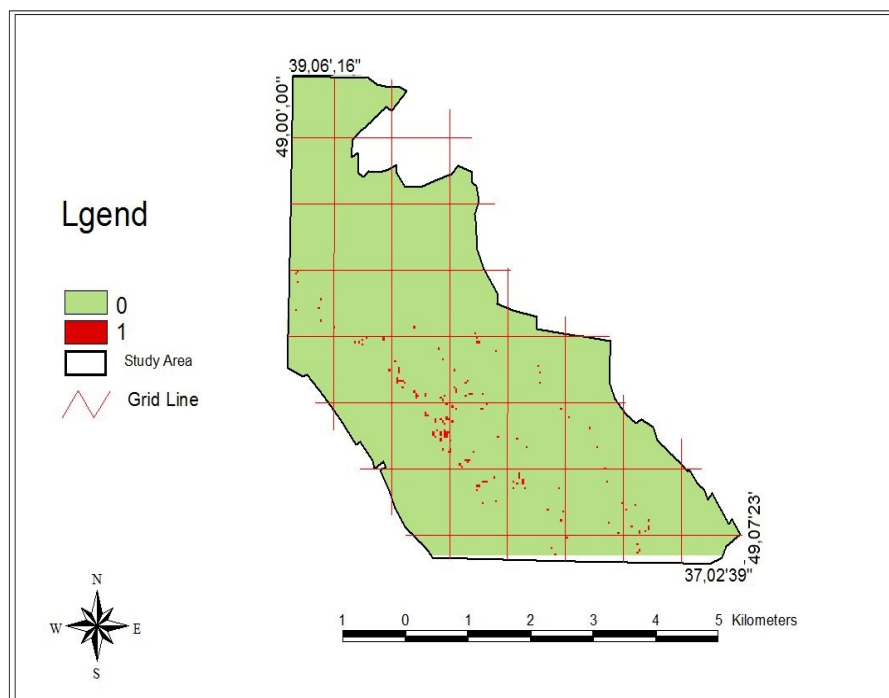 39,06',16"
49,00',00"
Lgend
0
1
Study Area
Grid Line
49,07'23'
37,02'39"
N
W
E
S
1 0 1 2 3 4 5 Kilometers